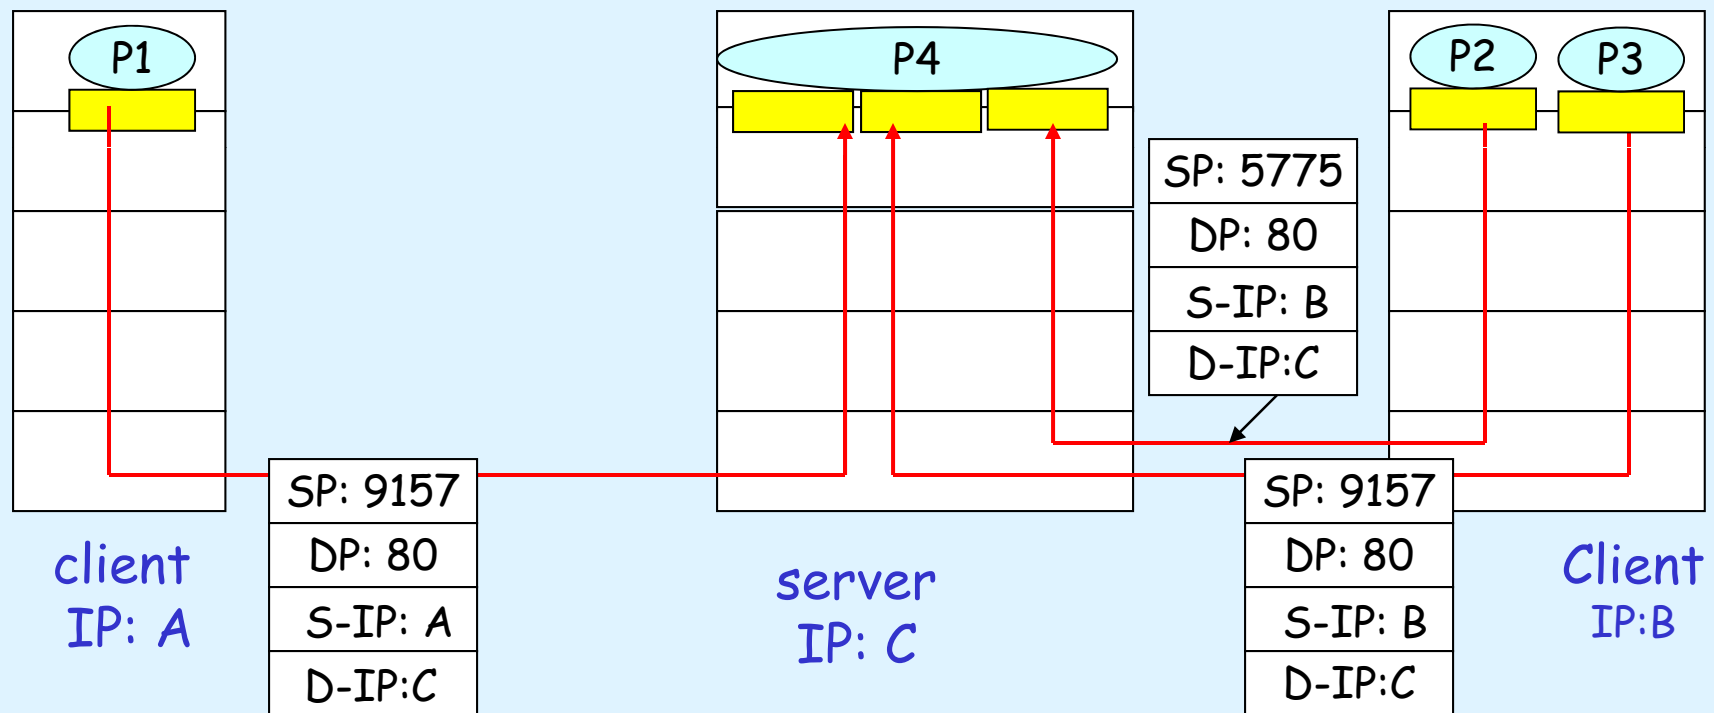 P1
P4
P2
P3
SP: 5775
DP: 80
S-IP: B
D-IP:C
SP: 9157
DP: 80
S-IP: A
D-IP:C
SP: 9157
DP: 80
S-IP: B
D-IP:C
client
IP: A
server
IP: C
Client
IP:B